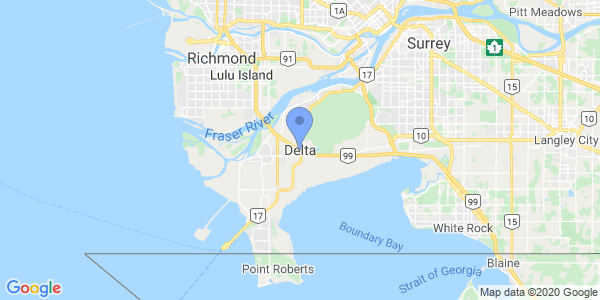 1A
Pitt Meadows
Surrey
1
Richmond
91
Lulu Island
17
15
Fraser River
10
10
Langley City
Delta
99
99
17
15
Boundary Bay
White Rock
Blaine
Point Roberts
Strait of Georgia
Google
Map data ©2020 Google